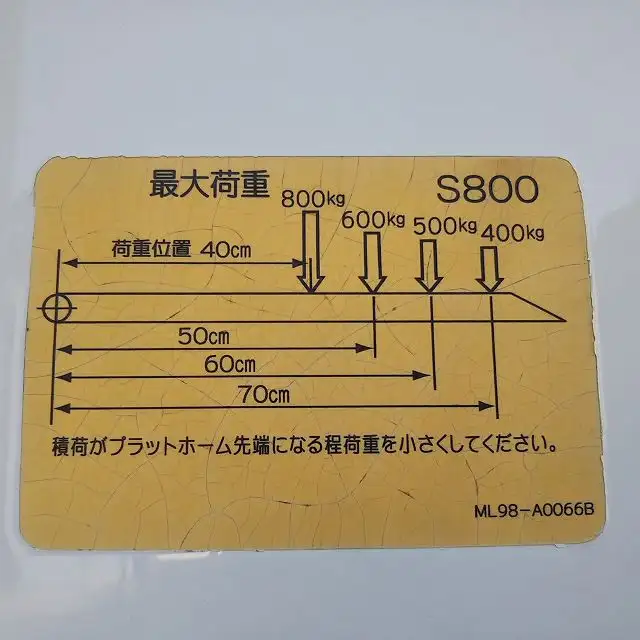 最大荷重
S800
800kg
600kg
500kg
400kg
荷重位置 40cm
50cm
60cm
70cm
積荷がプラットホーム先端になる程荷重を小さくしてください。
ML98-A0066B